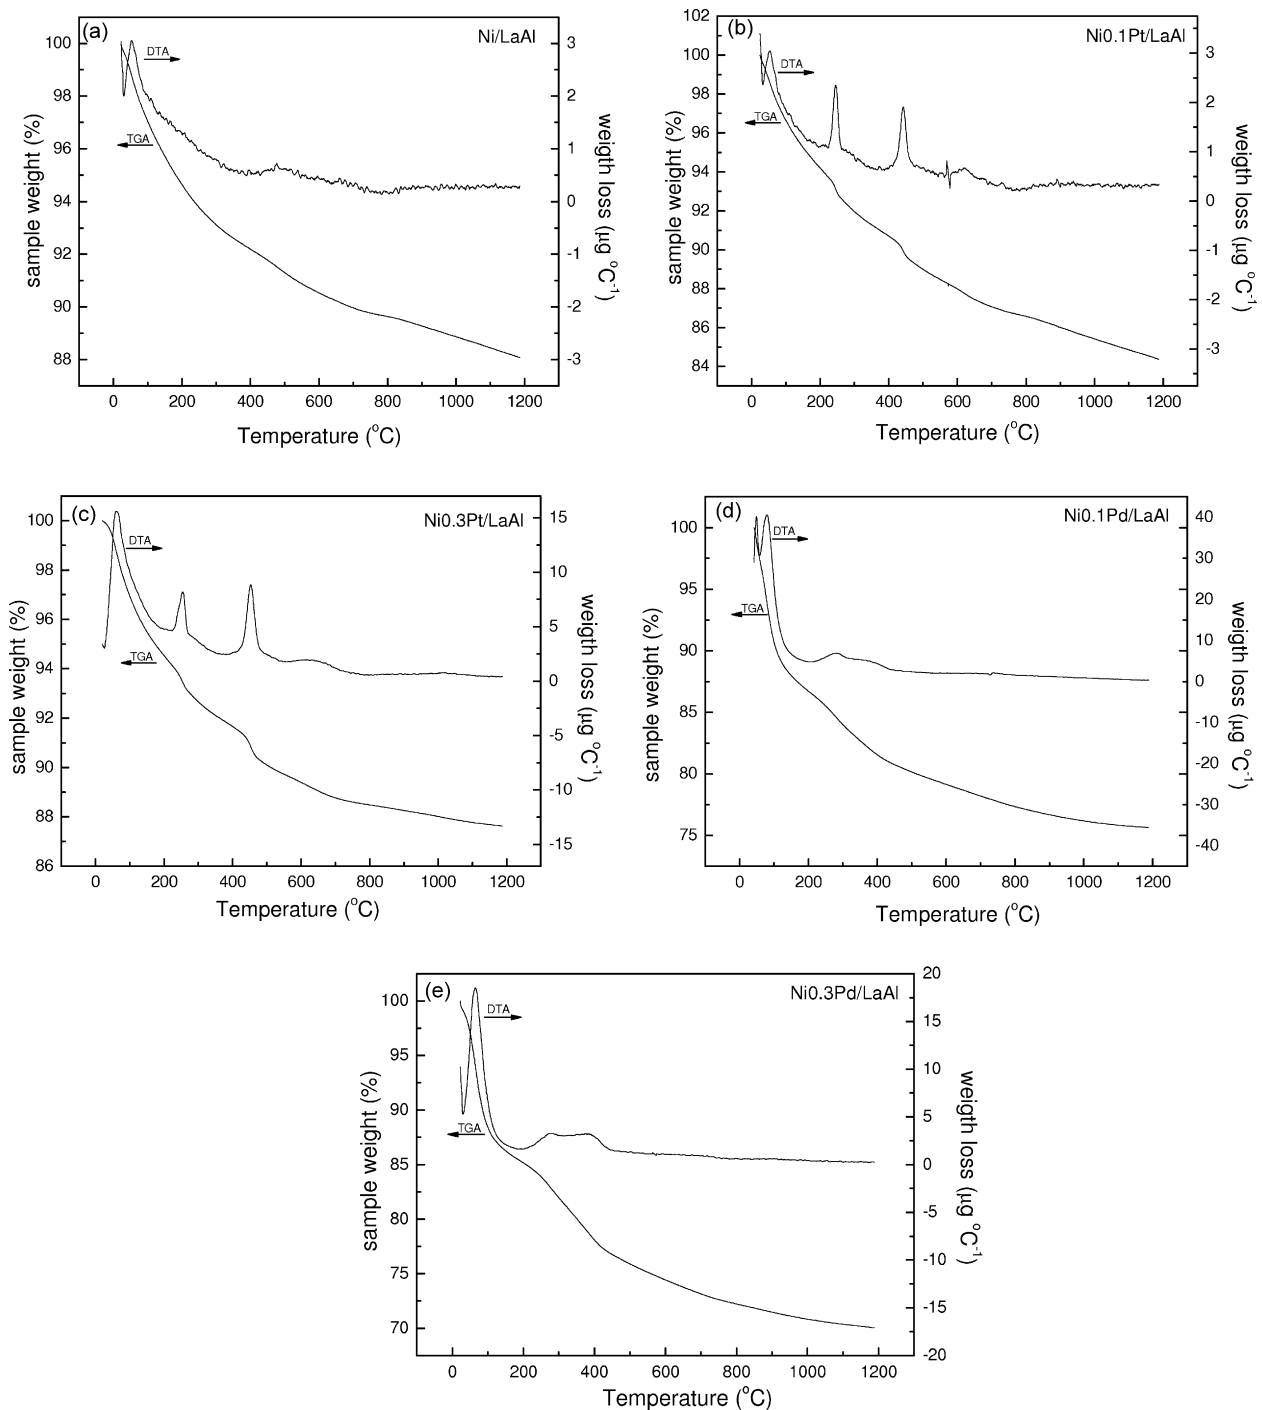 (a)
Ni/LaAl
DTA
TGA
100
98
96
94
92
90
88
3
2
1
0
-1
-2
-3
0 200 400 600 800 1000 1200
sample weight (%)
weigth loss (μg °C-1)
Temperature (°C)
(b)
Ni0.1Pt/LaAl
DTA
TGA
102
100
98
96
94
92
90
88
86
84
3
2
1
0
-1
-2
-3
0 200 400 600 800 1000 1200
sample weight (%)
weigth loss (μg °C-1)
Temperature (°C)
(c)
Ni0.3Pt/LaAl
DTA
TGA
100
98
96
94
92
90
88
86
15
10
5
0
-5
-10
-15
0 200 400 600 800 1000 1200
sample weight (%)
weigth loss (μg °C-1)
Temperature (°C)
(d)
Ni0.1Pd/LaAl
DTA
TGA
100
95
90
85
80
75
40
30
20
10
0
-10
-20
-30
-40
0 200 400 600 800 1000 1200
sample weight (%)
weigth loss (μg °C-1)
Temperature (°C)
(e)
Ni0.3Pd/LaAl
DTA
TGA
100
95
90
85
80
75
70
20
15
10
5
0
-5
-10
-15
-20
0 200 400 600 800 1000 1200
sample weight (%)
weigth loss (μg °C-1)
Temperature (°C)